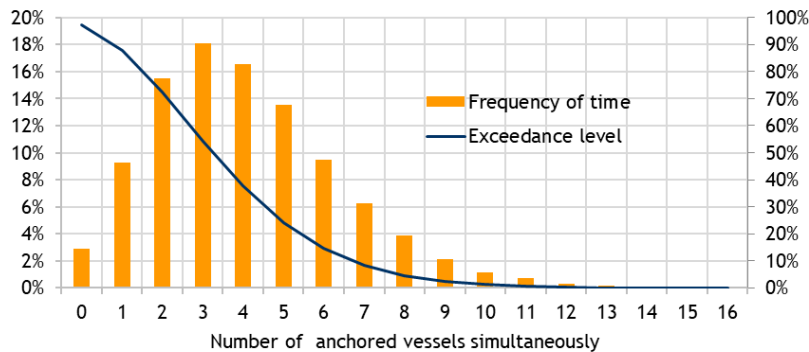 20% 100%
18% 90%
16% 80%
14% 70%
Frequency of time
12% 60%
Exceedance level
10% 50%
8% 40%
6% 30%
4% 20%
2% 10%
0% 0%
0 1 2 3 4 5 6 7 8 9 10 11 12 13 14 15 16
Number of anchored vessels simultaneously